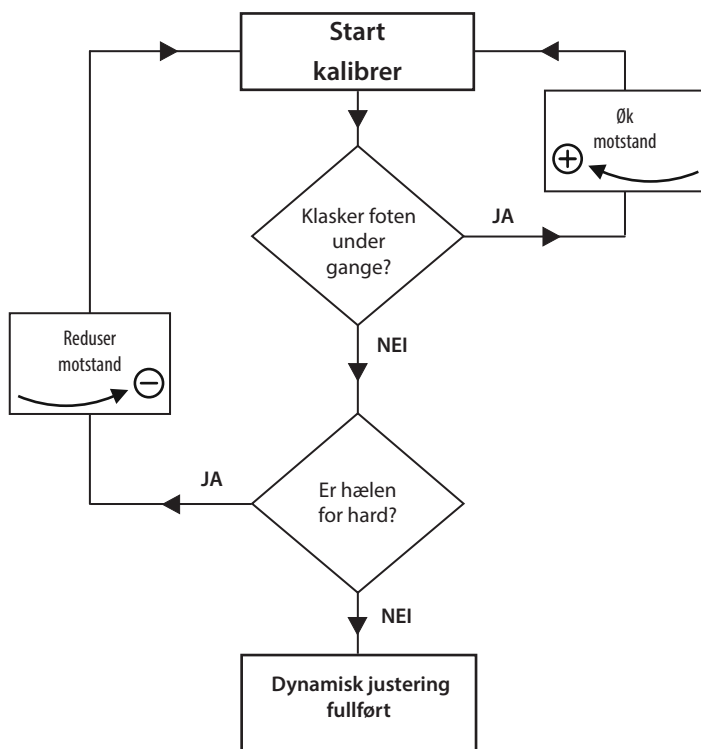 Start
kalibrer
Øk
motstand
Klasker foten
under
gange?
JA
Reduser
motstand
NEI
JA
Er hælen
for hard?
NEI
Dynamisk justering
fullført